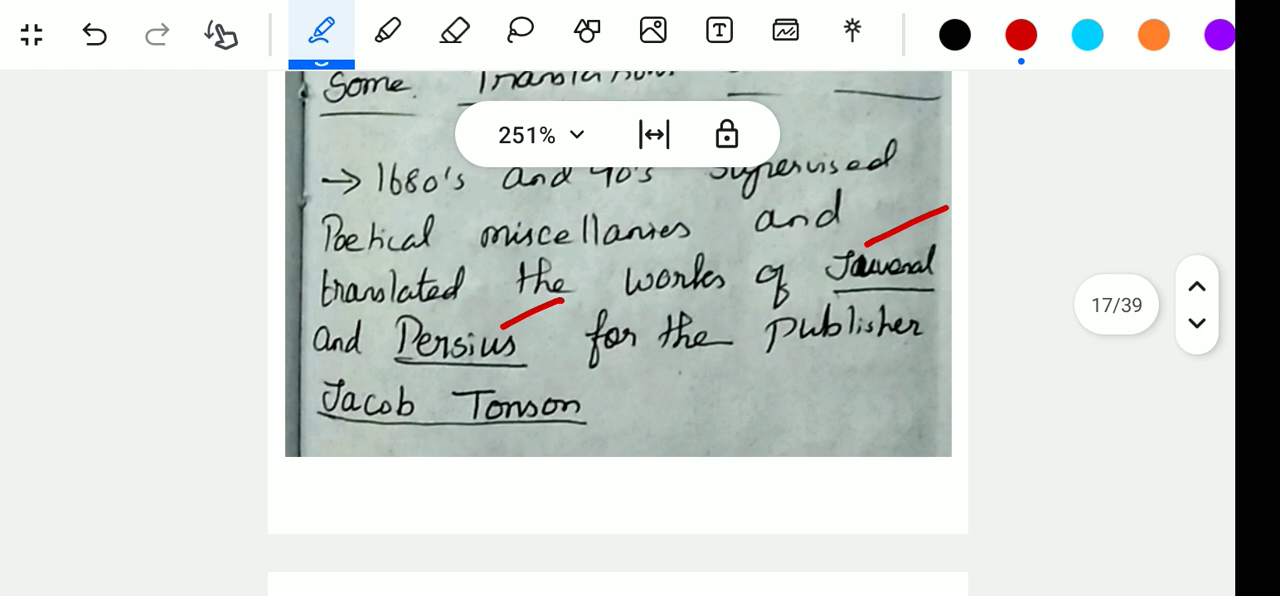 Some Translations
251%
→ 1680's and 90's supervised
Poetical miscellanies and
translated the works of Juvenal
and Persius for the publisher
Jacob Tonson
17/39